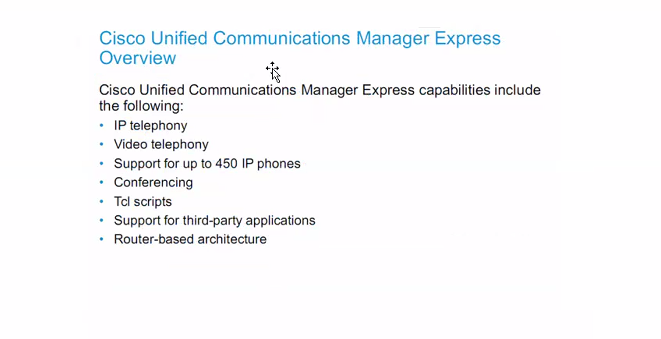 Cisco Unified Communications Manager Express
Overview
Cisco Unified Communications Manager Express capabilities include
the following:
• IP telephony
• Video telephony
• Support for up to 450 IP phones
• Conferencing
• Tcl scripts
• Support for third-party applications
• Router-based architecture